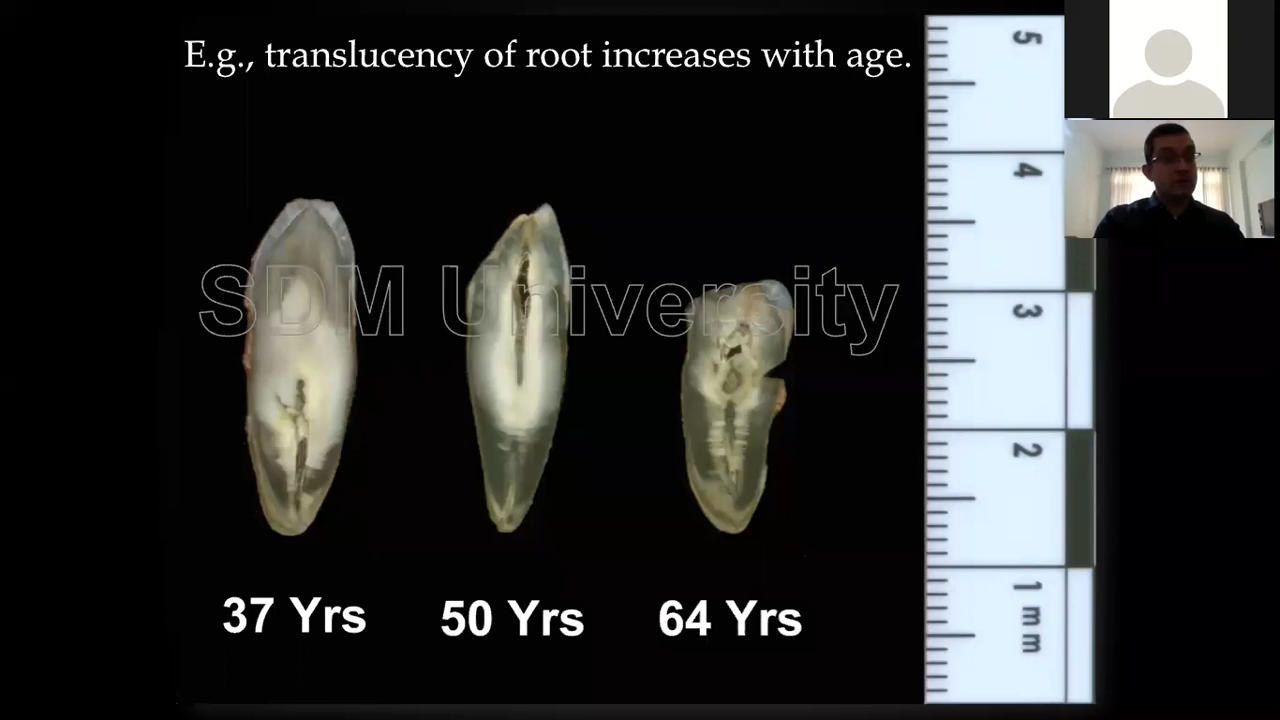 E.g., translucency of root increases with age.
SDM University
37 Yrs
50 Yrs
64 Yrs
5
4
3
2
1 mm